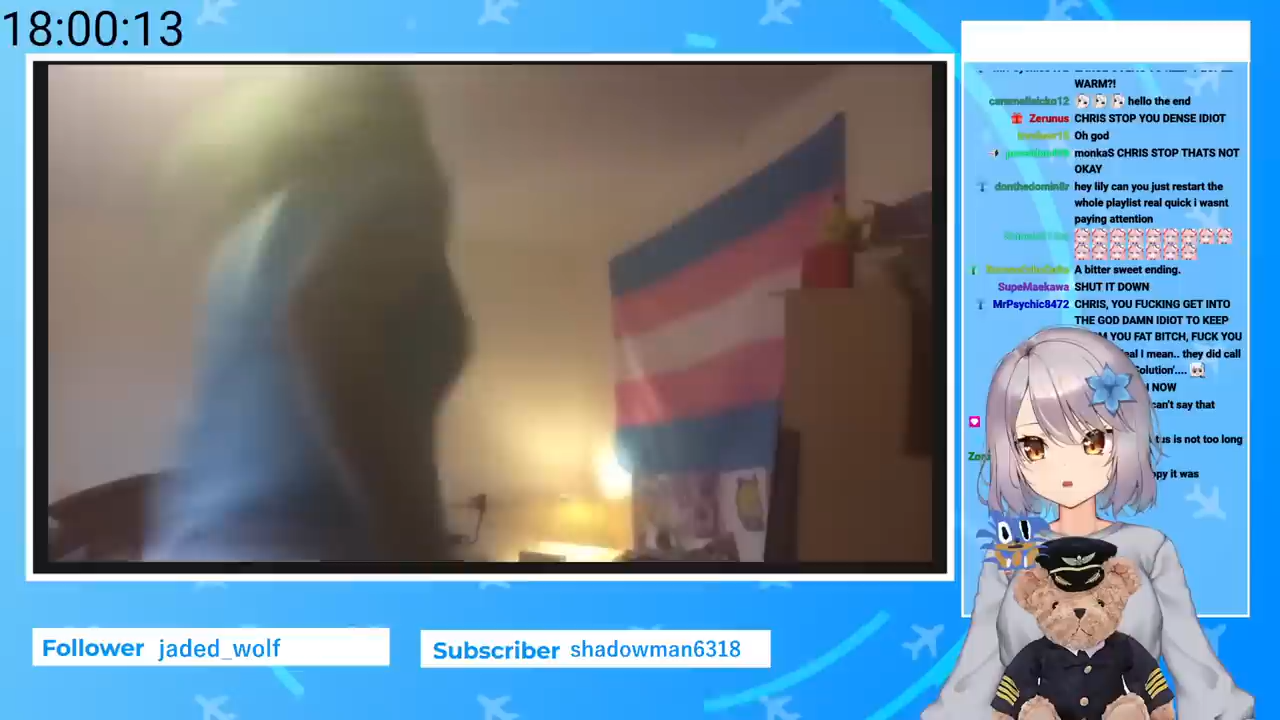 18:00:13
WARM?!
hello the end
Zerunus CHRIS STOP YOU DENSE IDIOT
Oh god
monkaS CHRIS STOP THATS NOT
OKAY
donthedomin8r hey lily can you just restart the
whole playlist real quick i wasnt
paying attention
A bitter sweet ending.
SupeMaekawa SHUT IT DOWN
MrPsychic8472 CHRIS, YOU FUCKING GET INTO
THE GOD DAMN IDIOT TO KEEP
YOU FAT BITCH, FUCK YOU
I mean.. they did call
NOW
can't say that
is not too long
it was
Follower jaded_wolf
Subscriber shadowman6318